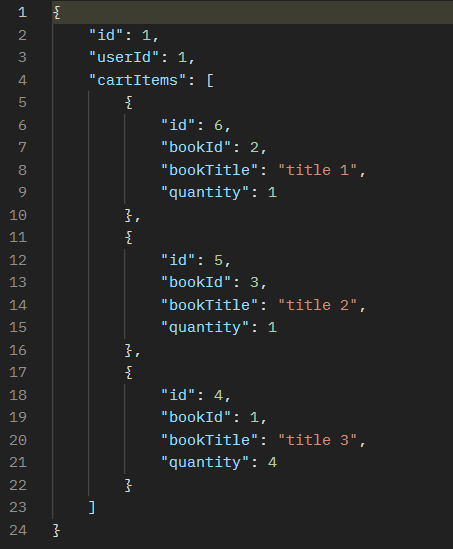 1 {
2     "id": 1,
3     "userId": 1,
4     "cartItems": [
5         {
6             "id": 6,
7             "bookId": 2,
8             "bookTitle": "title 1",
9             "quantity": 1
10         },
11         {
12             "id": 5,
13             "bookId": 3,
14             "bookTitle": "title 2",
15             "quantity": 1
16         },
17         {
18             "id": 4,
19             "bookId": 1,
20             "bookTitle": "title 3",
21             "quantity": 4
22         }
23     ]
24 }